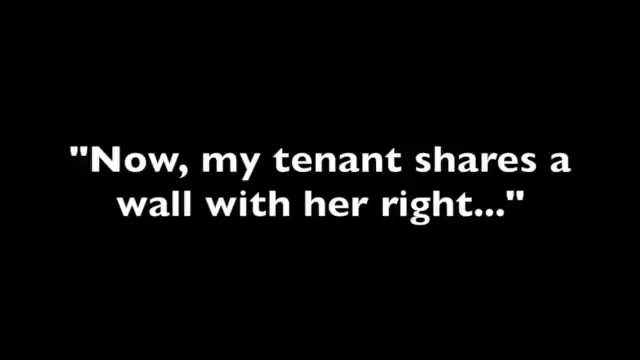 "Now, my tenant shares a
wall with her right..."